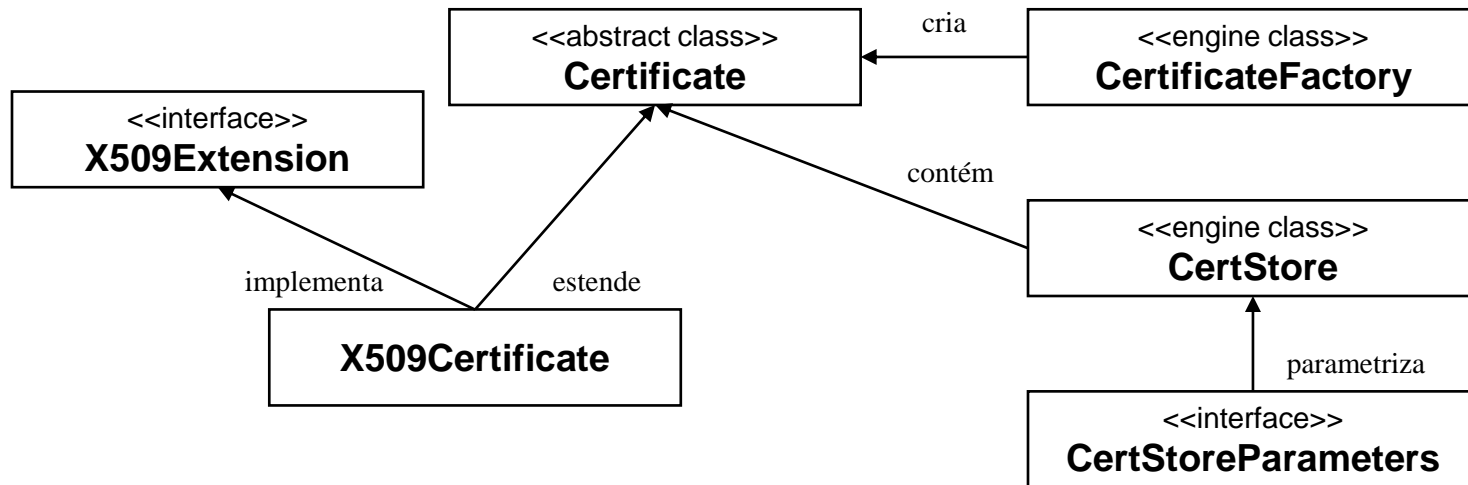 <<abstract class>>
Certificate
cria
<<engine class>>
CertificateFactory
<<interface>>
X509Extension
contém
<<engine class>>
CertStore
implementa
estende
X509Certificate
parametriza
<<interface>>
CertStoreParameters